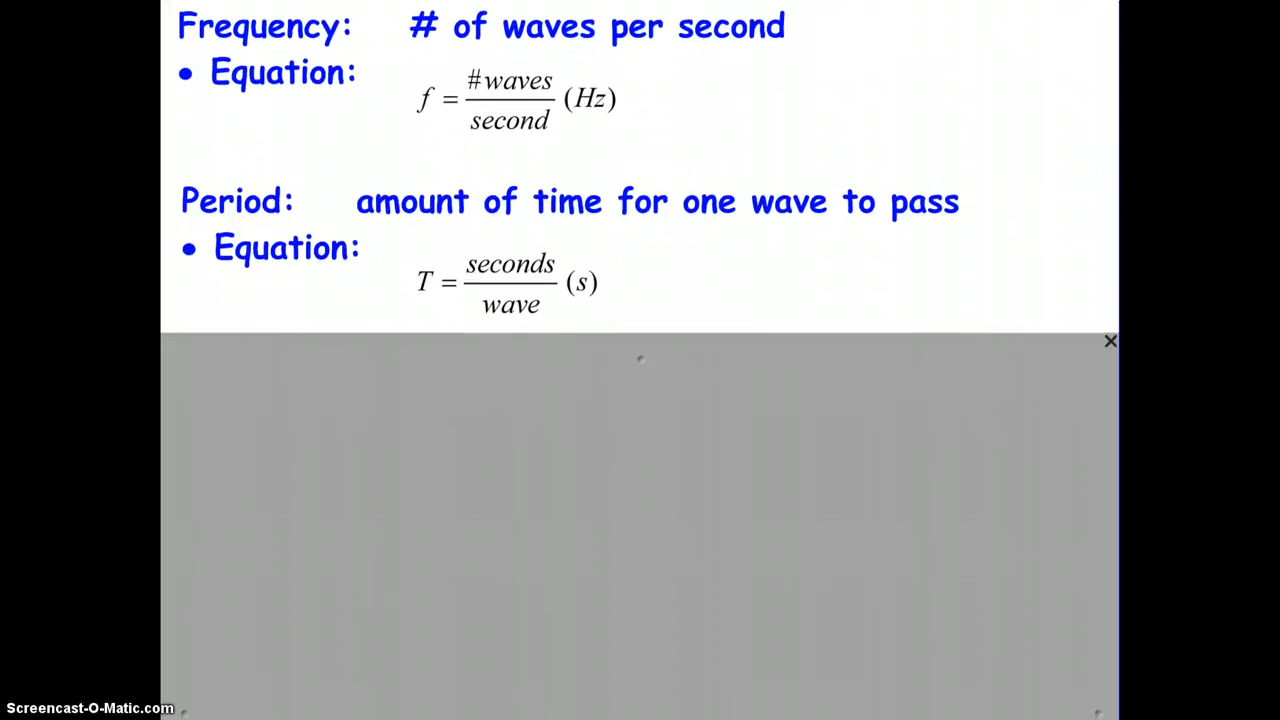 Frequency: # of waves per second
• Equation:
f = #waves / second (Hz)
Period: amount of time for one wave to pass
• Equation:
T = seconds / wave (s)
Screencast-O-Matic.com